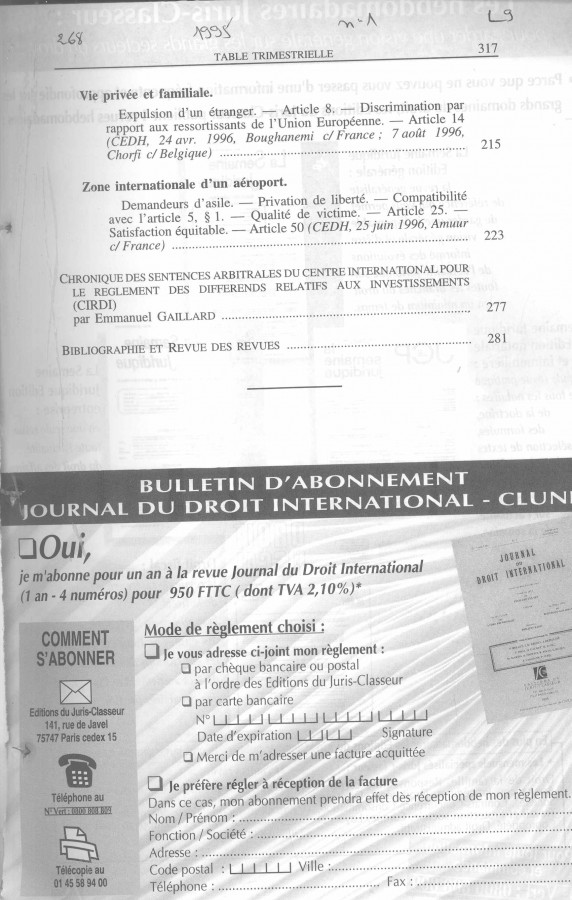 268
1998
n-1
L9
TABLE TRIMESTRIELLE
317
Vie privée et familiale.
Expulsion d'un étranger. — Article 8. — Discrimination par
rapport aux ressortissants de l'Union Européenne. — Article 14
(CEDH, 24 avr. 1996, Boughanemi c/ France ; 7 août 1996,
Chorfi c/ Belgique) ........ 215
Zone internationale d'un aéroport.
Demandeurs d'asile. — Privation de liberté. — Compatibilité
avec l'article 5, § 1. — Qualité de victime. — Article 25. —
Satisfaction équitable. — Article 50 (CEDH, 25 juin 1996, Amuur
c/ France) ........ 223
CHRONIQUE DES SENTENCES ARBITRALES DU CENTRE INTERNATIONAL POUR
LE REGLEMENT DES DIFFERENDS RELATIFS AUX INVESTISSEMENTS
(CIRDI)
par Emmanuel GAILLARD ........ 277
BIBLIOGRAPHIE ET REVUE DES REVUES ........ 281
BULLETIN D'ABONNEMENT
JOURNAL DU DROIT INTERNATIONAL - CLUN
Oui,
je m'abonne pour un an à la revue Journal du Droit International
(1 an - 4 numéros) pour 950 FTTC ( dont TVA 2,10%)*
JOURNAL
DU
DROIT INTERNATIONAL
COMMENT
S'ABONNER
Editions du Juris-Classeur
141, rue de Javel
75747 Paris cedex 15
Téléphone au
N° Vert : 0800 808 809
Télécopie au
01 45 58 94 00
Mode de règlement choisi :
Je vous adresse ci-joint mon règlement :
par chèque bancaire ou postal
à l'ordre des Editions du Juris-Classeur
par carte bancaire
N°
Date d'expiration Signature
Merci de m'adresser une facture acquittée
Je préfère régler à réception de la facture
Dans ce cas, mon abonnement prendra effet dès réception de mon règlement.
Nom / Prénom : ........
Fonction / Société : ........
Adresse : ........
Code postal : Ville : ........
Téléphone : ........ Fax : ........